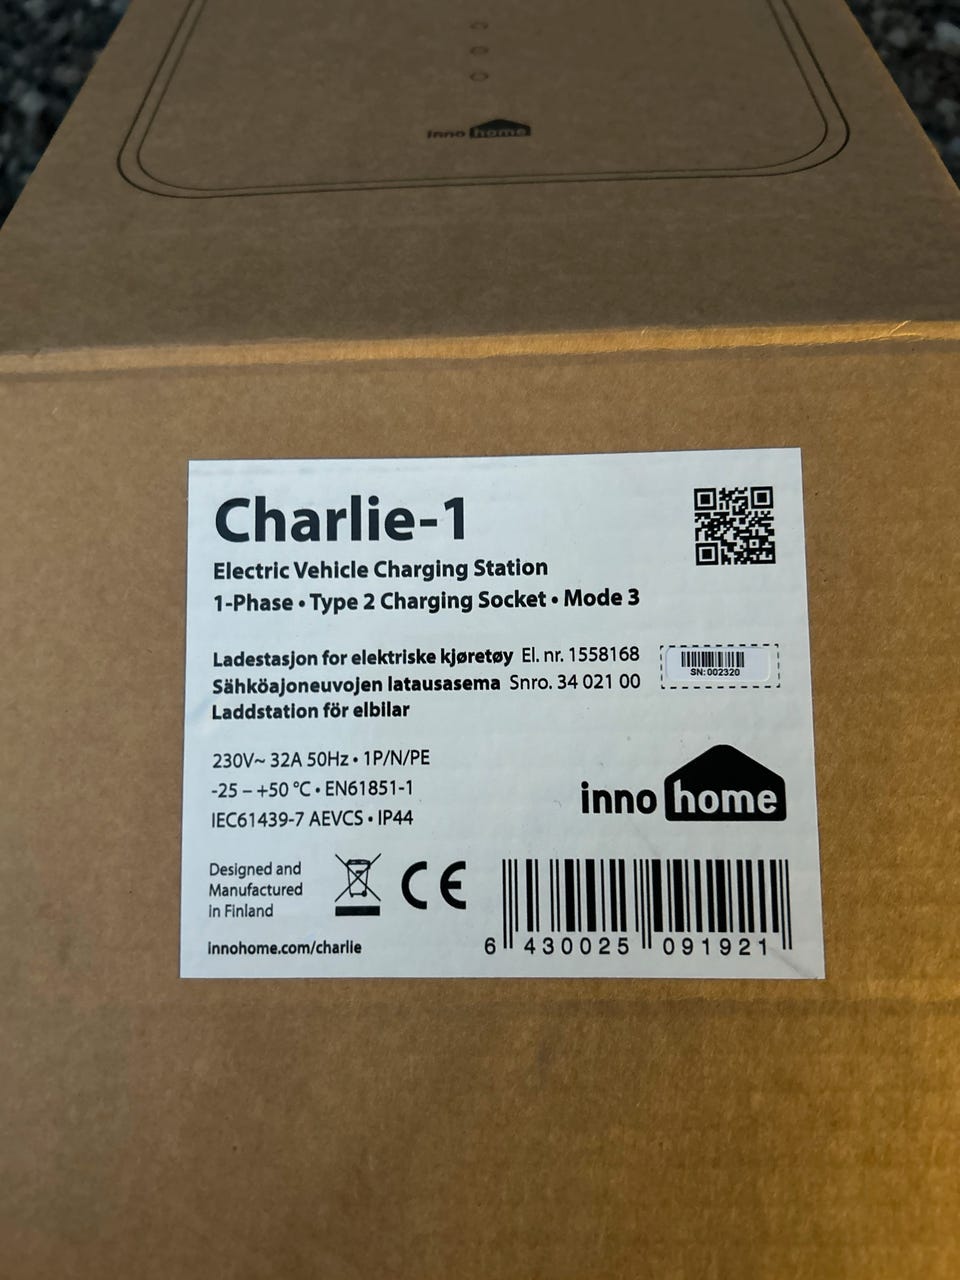 inno home
Charlie-1
Electric Vehicle Charging Station
1-Phase • Type 2 Charging Socket • Mode 3
Ladestasjon for elektriske kjøretøy El. nr. 1558168
Sähköajoneuvojen latausasema Snro. 34 021 00
Laddstation för elbilar
SN: 002320
230V~ 32A 50Hz • 1P/N/PE
-25 – +50 °C • EN61851-1
IEC61439-7 AEVCS • IP44
inno home
Designed and
Manufactured
in Finland
CE
innohome.com/charlie
6 430025 091921